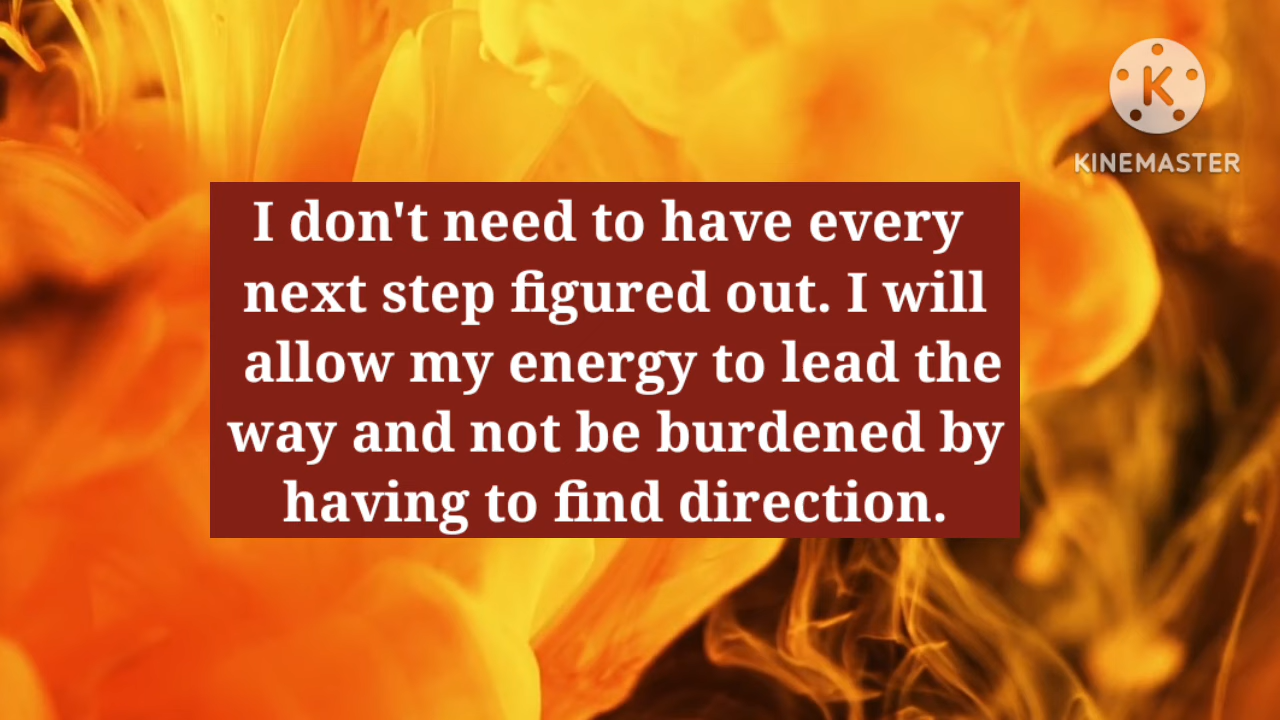 KINEMASTER
I don't need to have every
next step figured out. I will
allow my energy to lead the
way and not be burdened by
having to find direction.